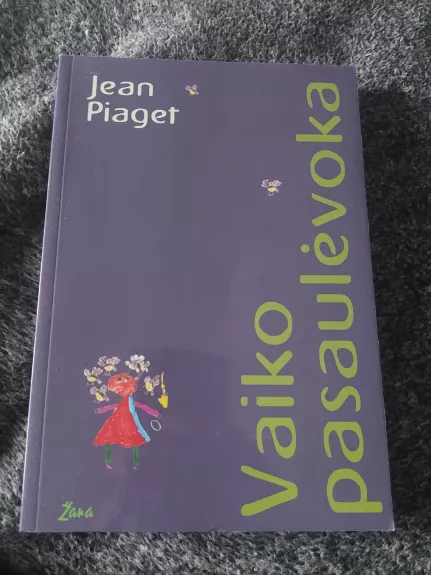 Jean
Piaget
Vaiko
pasaulėvoka
Žara